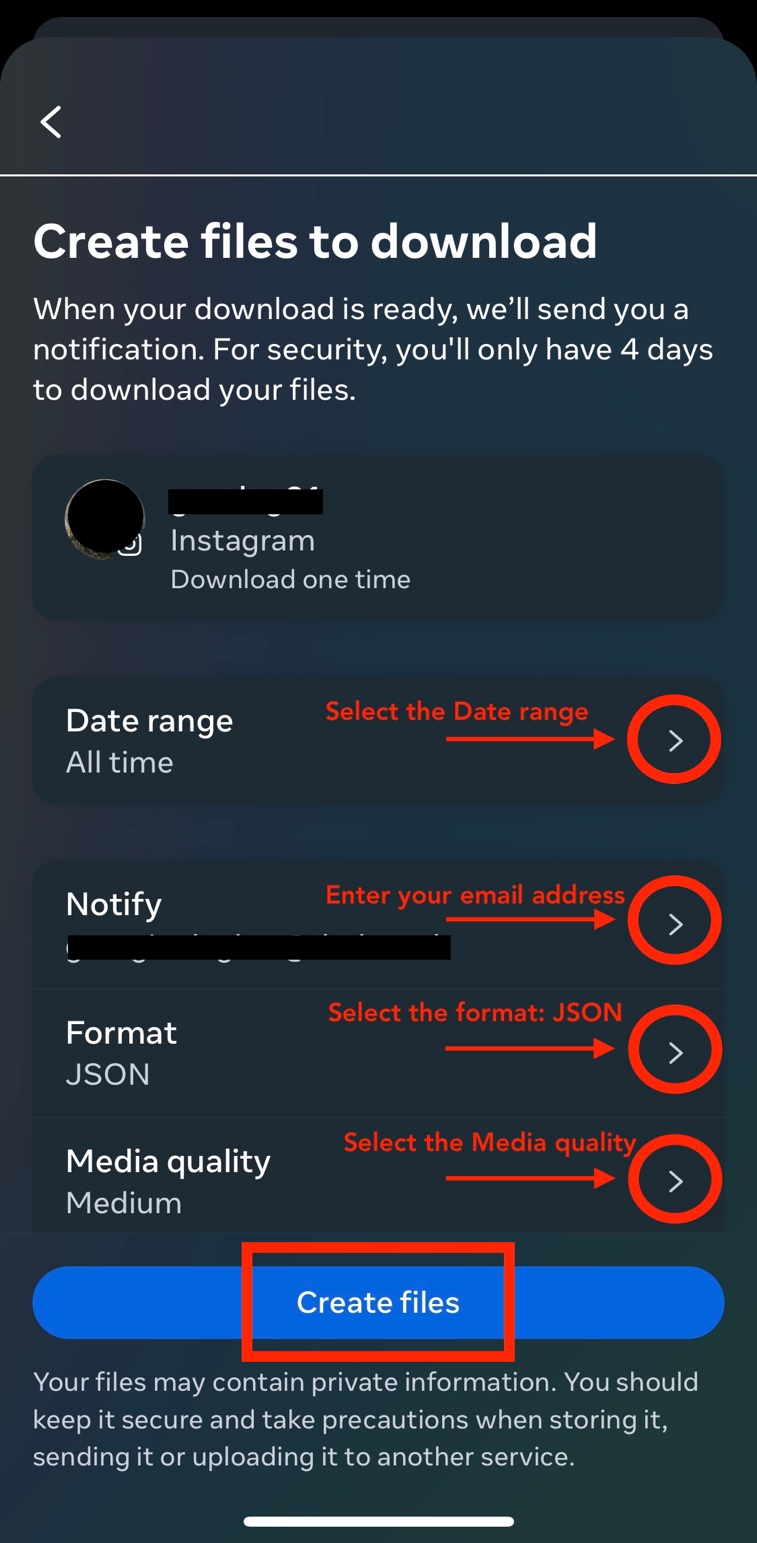 Create files to download
When your download is ready, we’ll send you a
notification. For security, you'll only have 4 days
to download your files.
Instagram
Download one time
Date range
Select the Date range
All time
Notify
Enter your email address
Format
Select the format: JSON
JSON
Media quality
Select the Media quality
Medium
Create files
Your files may contain private information. You should
keep it secure and take precautions when storing it,
sending it or uploading it to another service.